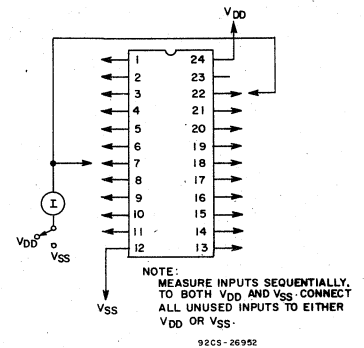 VDD
1 24
2 23
3 22
4 21
5 20
6 19
7 18
8 17
9 16
10 15
11 14
12 13
I
VDD
VSS
VSS
NOTE:
MEASURE INPUTS SEQUENTIALLY,
TO BOTH VDD AND VSS. CONNECT
ALL UNUSED INPUTS TO EITHER
VDD OR VSS.
92CS-26952